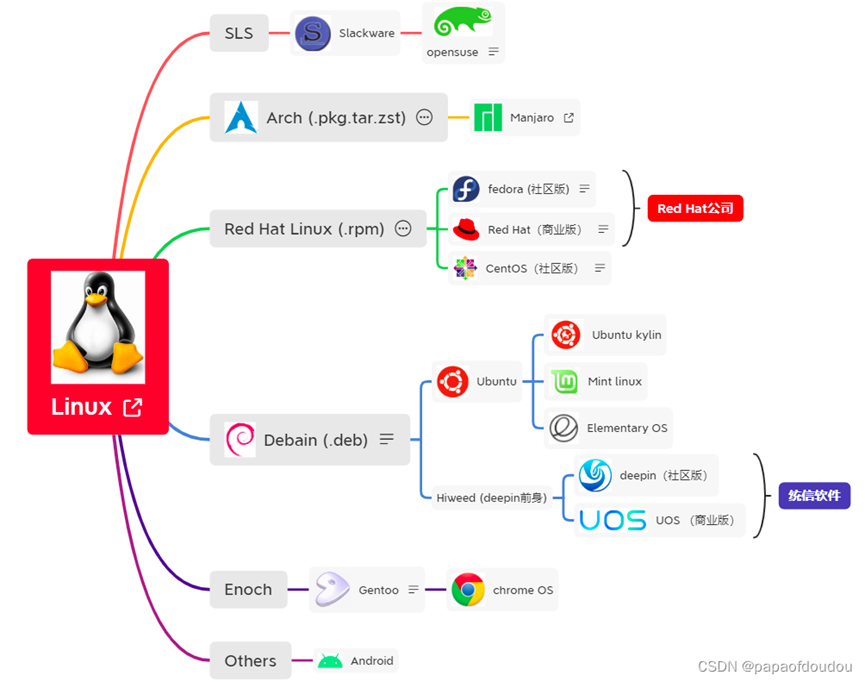 SLS
Slackware
opensuse
Arch (.pkg.tar.zst)
Manjaro
Red Hat Linux (.rpm)
fedora (社区版)
Red Hat（商业版）
CentOS（社区版）
Red Hat公司
Linux
Debain (.deb)
Ubuntu
Ubuntu kylin
Mint linux
Elementary OS
Hiweed (deepin前身)
deepin（社区版）
UOS
UOS （商业版）
统信软件
Enoch
Gentoo
chrome OS
Others
Android
CSDN @papaofdoudou